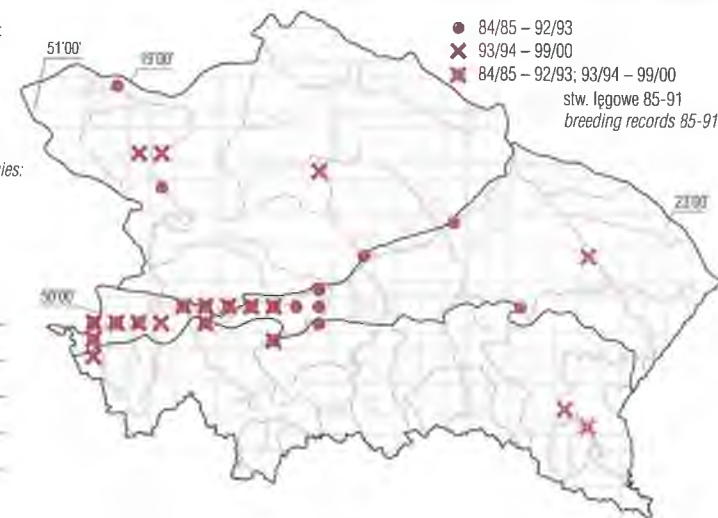 84/85 – 92/93
93/94 – 99/00
84/85 – 92/93; 93/94 – 99/00
stw. lęgowe 85-91
breeding records 85-91
51°00'
19°00'
23°00'
50°00'